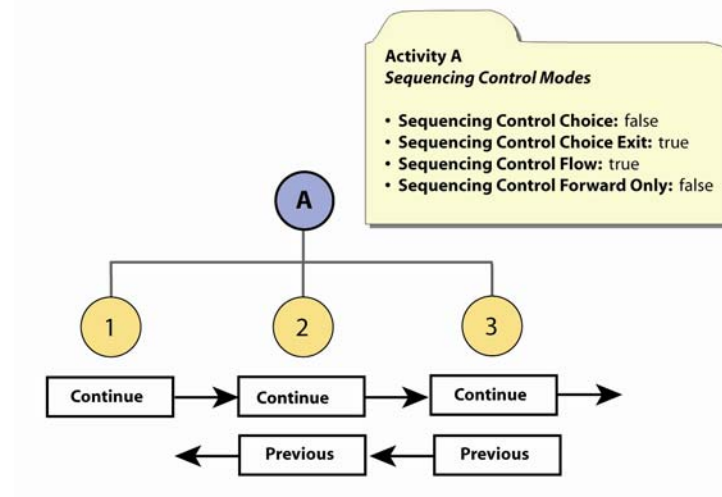 Activity A
Sequencing Control Modes
• Sequencing Control Choice: false
• Sequencing Control Choice Exit: true
• Sequencing Control Flow: true
• Sequencing Control Forward Only: false
A
1 2 3
Continue Continue Continue
Previous Previous